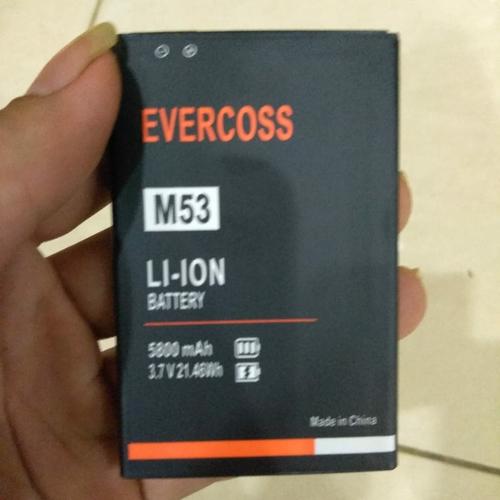 EVERCOSS
M53
LI-ION
BATTERY
5800 mAh
3.7 V 21.46Wh
Made in China